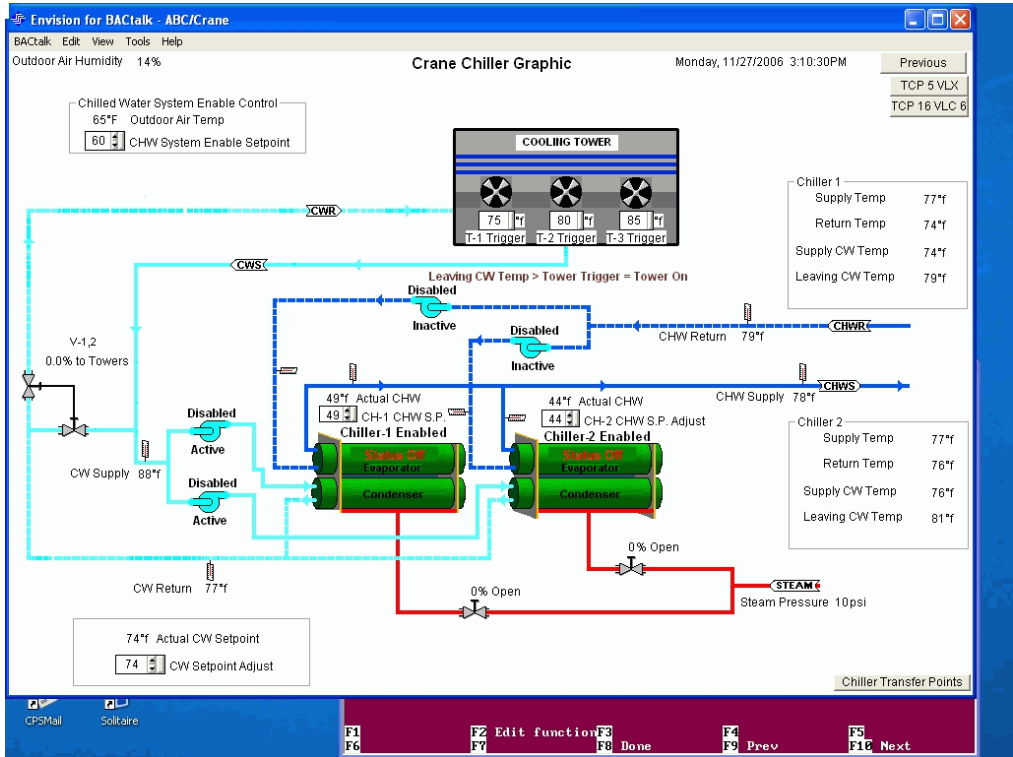 Envision for BACtalk - ABC/Crane
BACtalk Edit View Tools Help
Outdoor Air Humidity 14%
Crane Chiller Graphic
Monday, 11/27/2006 3:10:30PM
Previous
TCP 5 VLX
TCP 16 VLC 6
Chilled Water System Enable Control
65°F Outdoor Air Temp
60 CHW System Enable Setpoint
COOLING TOWER
75 °f 80 °f 85 °f
T-1 Trigger T-2 Trigger T-3 Trigger
CWR
CWS
Leaving CW Temp > Tower Trigger = Tower On
Chiller 1
Supply Temp 77°f
Return Temp 74°f
Supply CW Temp 74°f
Leaving CW Temp 79°f
Disabled
Inactive
Disabled
Inactive
CHWR
CHW Return 79°f
CHWS
CHW Supply 78°f
V-1,2
0.0% to Towers
49°f Actual CHW
49 CH-1 CHW S.P.
Chiller-1 Enabled
Status Off
Evaporator
Condenser
44°f Actual CHW
44 CH-2 CHW S.P. Adjust
Chiller-2 Enabled
Status Off
Evaporator
Condenser
Disabled
Active
CW Supply 88°f
Disabled
Active
Chiller 2
Supply Temp 77°f
Return Temp 76°f
Supply CW Temp 76°f
Leaving CW Temp 81°f
0% Open
0% Open
STEAM
Steam Pressure 10psi
CW Return 77°f
74°f Actual CW Setpoint
74 CW Setpoint Adjust
Chiller Transfer Points
CPSMail Solitaire
F1 F2 Edit function F3 F4 F5
F6 F7 F8 Done F9 Prev F10 Next